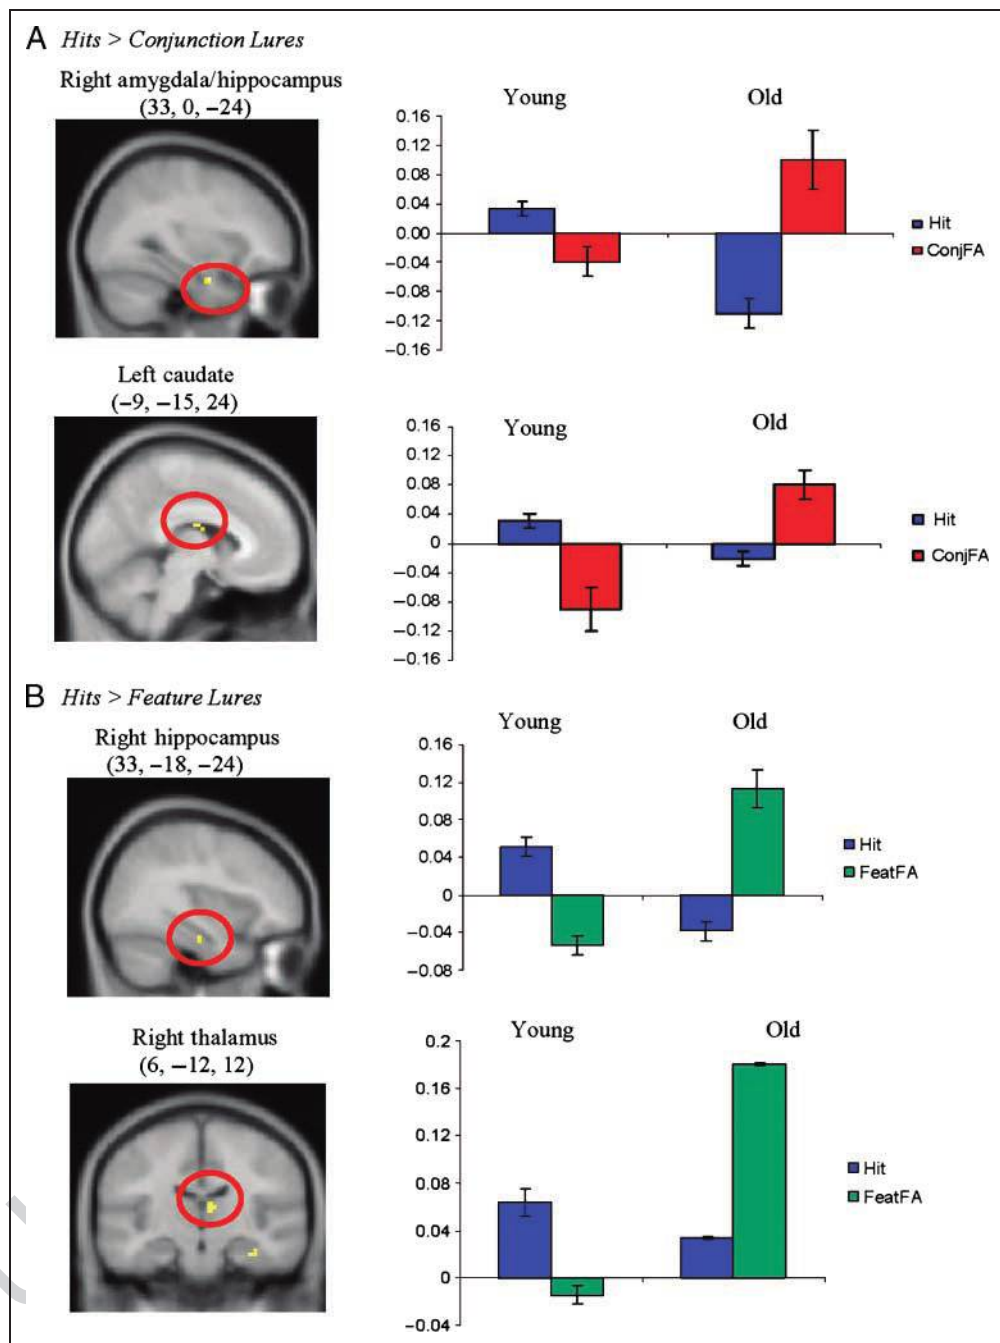 A Hits > Conjunction Lures
Right amygdala/hippocampus
(33, 0, −24)
Young
Old
0.16
0.12
0.08
0.04
0.00
−0.04
−0.08
−0.12
−0.16
Hit
ConjFA
Left caudate
(−9, −15, 24)
Young
Old
0.16
0.12
0.08
0.04
0
−0.04
−0.08
−0.12
−0.16
Hit
ConjFA
B Hits > Feature Lures
Right hippocampus
(33, −18, −24)
Young
Old
0.16
0.12
0.08
0.04
0
−0.04
−0.08
Hit
FeatFA
Right thalamus
(6, −12, 12)
Young
Old
0.2
0.16
0.12
0.08
0.04
0
−0.04
Hit
FeatFA